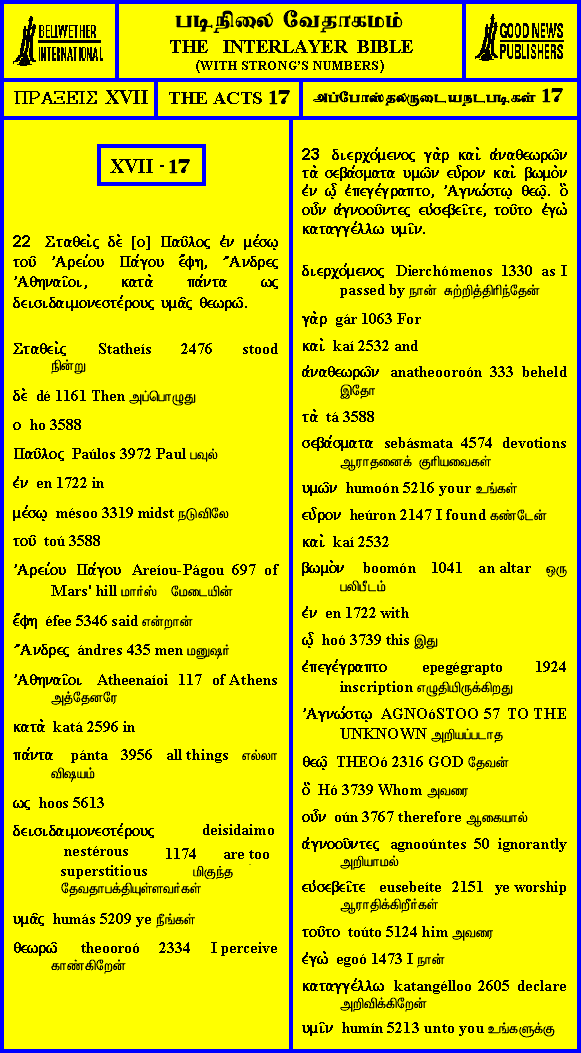 BELLWETHER
INTERNATIONAL
படிநிலை வேதாகமம்
THE INTERLAYER BIBLE
(WITH STRONG'S NUMBERS)
GOOD NEWS
PUBLISHERS
ΠΡΑΞΕΙΣ XVII
THE ACTS 17
அப்போஸ்தலருடைய நடபடிகள் 17
XVII - 17
22 Σταθεὶς δὲ [ο] Παῦλος ἐν μέσῳ
τοῦ Ἀρείου Πάγου ἔφη, Ἄνδρες
Ἀθηναῖοι, κατὰ πάντα ως
δεισιδαιμονεστέρους υμᾶς θεωρῶ.
Σταθεὶς Statheís 2476 stood
நின்று
δὲ dé 1161 Then அப்பொழுது
ο ho 3588
Παῦλος Paúlos 3972 Paul பவுல்
ἐν en 1722 in
μέσῳ mésoo 3319 midst நடுவிலே
τοῦ toú 3588
Ἀρείου Πάγου Areíou-Págou 697 of
Mars' hill மார்ஸ் மேடையின்
ἔφη éfee 5346 said என்றான்
Ἄνδρες ándres 435 men மனுஷர்
Ἀθηναῖοι Atheenaíoi 117 of Athens
அத்தேனரே
κατὰ katá 2596 in
πάντα pánta 3956 all things எல்லா
விஷயம்
ως hoos 5613
δεισιδαιμονεστέρους deisidaimo
nestérous 1174 are too
superstitious மிகுந்த
தேவதாபக்தியுள்ளவர்கள்
υμᾶς humás 5209 ye நீங்கள்
θεωρῶ theooroó 2334 I perceive
காண்கிறேன்
23 διερχόμενος γὰρ καὶ ἀναθεωρῶν
τὰ σεβάσματα υμῶν εὗρον καὶ βωμὸν
ἐν ᾧ ἐπεγέγραπτο, Ἀγνώστῳ θεῷ. ὃ
οὖν ἀγνοοῦντες εὐσεβεῖτε, τοῦτο ἐγὼ
καταγγέλλω υμῖν.
διερχόμενος Dierchómenos 1330 as I
passed by நான் சுற்றித்திரிந்தேன்
γὰρ gár 1063 For
καὶ kaí 2532 and
ἀναθεωρῶν anatheooroón 333 beheld
இதோ
τὰ tá 3588
σεβάσματα sebásmata 4574 devotions
ஆராதனைக் குரியவைகள்
υμῶν humoón 5216 your உங்கள்
εὗρον heúron 2147 I found கண்டேன்
καὶ kaí 2532
βωμὸν boomón 1041 an altar ஒரு
பலிபீடம்
ἐν en 1722 with
ᾧ hoó 3739 this இது
ἐπεγέγραπτο epegégrapto 1924
inscription எழுதியிருக்கிறது
Ἀγνώστῳ AGNOóSTOO 57 TO THE
UNKNOWN அறியப்படாத
θεῷ THEOó 2316 GOD தேவன்
ὃ Hó 3739 Whom அவரை
οὖν oún 3767 therefore ஆகையால்
ἀγνοοῦντες agnooúntes 50 ignorantly
அறியாமல்
εὐσεβεῖτε eusebeíte 2151 ye worship
ஆராதிக்கிறீர்கள்
τοῦτο toúto 5124 him அவரை
ἐγὼ egoó 1473 I நான்
καταγγέλλω katangélloo 2605 declare
அறிவிக்கிறேன்
υμῖν humín 5213 unto you உங்களுக்கு